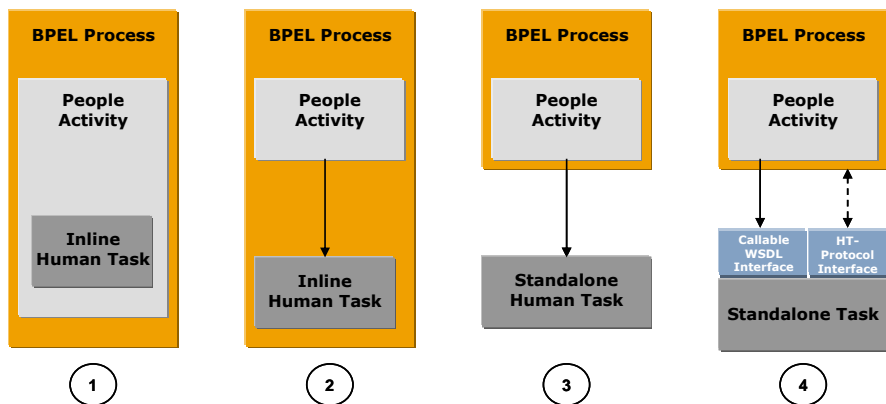 BPEL Process
People
Activity
Inline
Human Task
1
BPEL Process
People
Activity
Inline
Human Task
2
BPEL Process
People
Activity
Standalone
Human Task
3
BPEL Process
People
Activity
Callable
WSDL
Interface
HT-
Protocol
Interface
Standalone Task
4